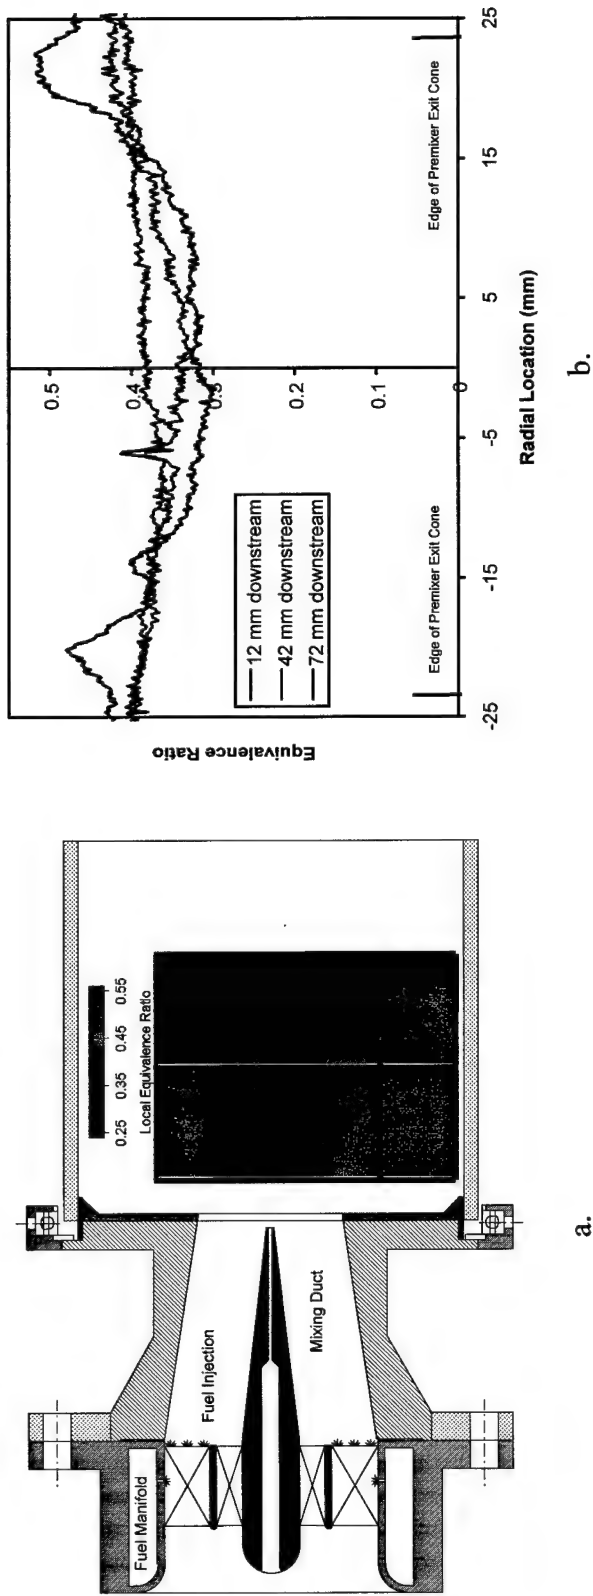 Fuel Manifold
Fuel Injection
Mixing Duct
0.25
0.35
0.45
0.55
Local Equivalence Ratio
a.
Equivalence Ratio
0.5
0.4
0.3
0.1
0
-25
-15
-5
5
15
25
12 mm downstream
42 mm downstream
72 mm downstream
Edge of Premixer Exit Cone
Edge of Premixer Exit Cone
Radial Location (mm)
b.